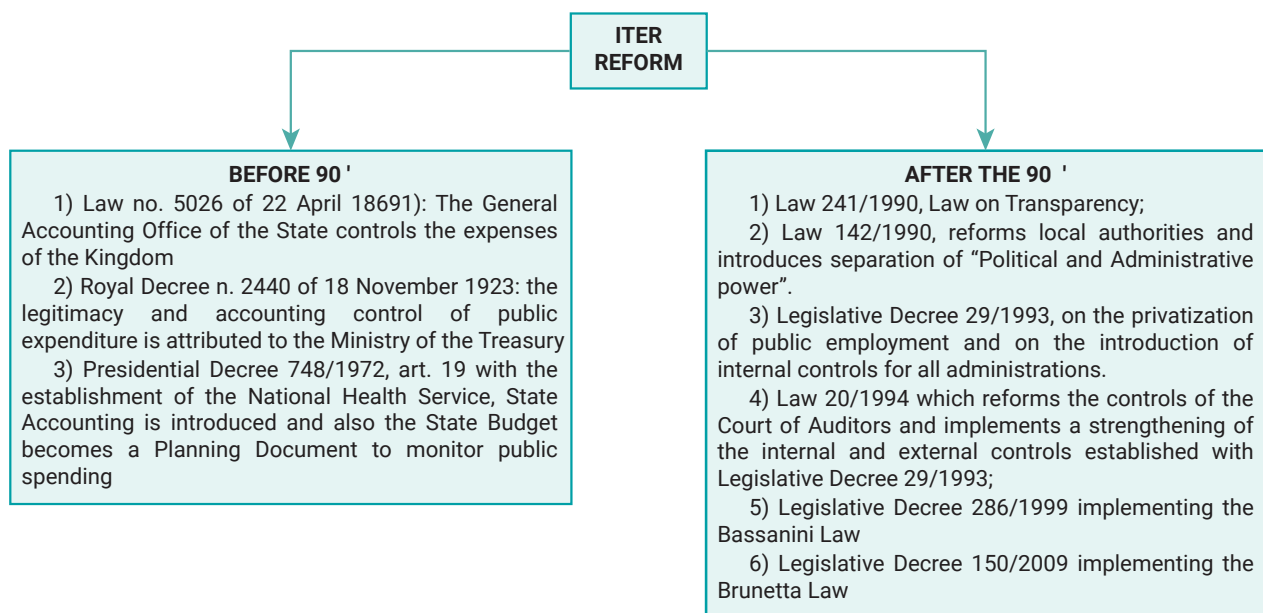 ITER
REFORM
BEFORE 90 '
1) Law no. 5026 of 22 April 18691): The General
Accounting Office of the State controls the expenses
of the Kingdom
2) Royal Decree n. 2440 of 18 November 1923: the
legitimacy and accounting control of public
expenditure is attributed to the Ministry of the Treasury
3) Presidential Decree 748/1972, art. 19 with the
establishment of the National Health Service, State
Accounting is introduced and also the State Budget
becomes a Planning Document to monitor public
spending
AFTER THE 90 '
1) Law 241/1990, Law on Transparency;
2) Law 142/1990, reforms local authorities and
introduces separation of “Political and Administrative
power”.
3) Legislative Decree 29/1993, on the privatization
of public employment and on the introduction of
internal controls for all administrations.
4) Law 20/1994 which reforms the controls of the
Court of Auditors and implements a strengthening of
the internal and external controls established with
Legislative Decree 29/1993;
5) Legislative Decree 286/1999 implementing the
Bassanini Law
6) Legislative Decree 150/2009 implementing the
Brunetta Law